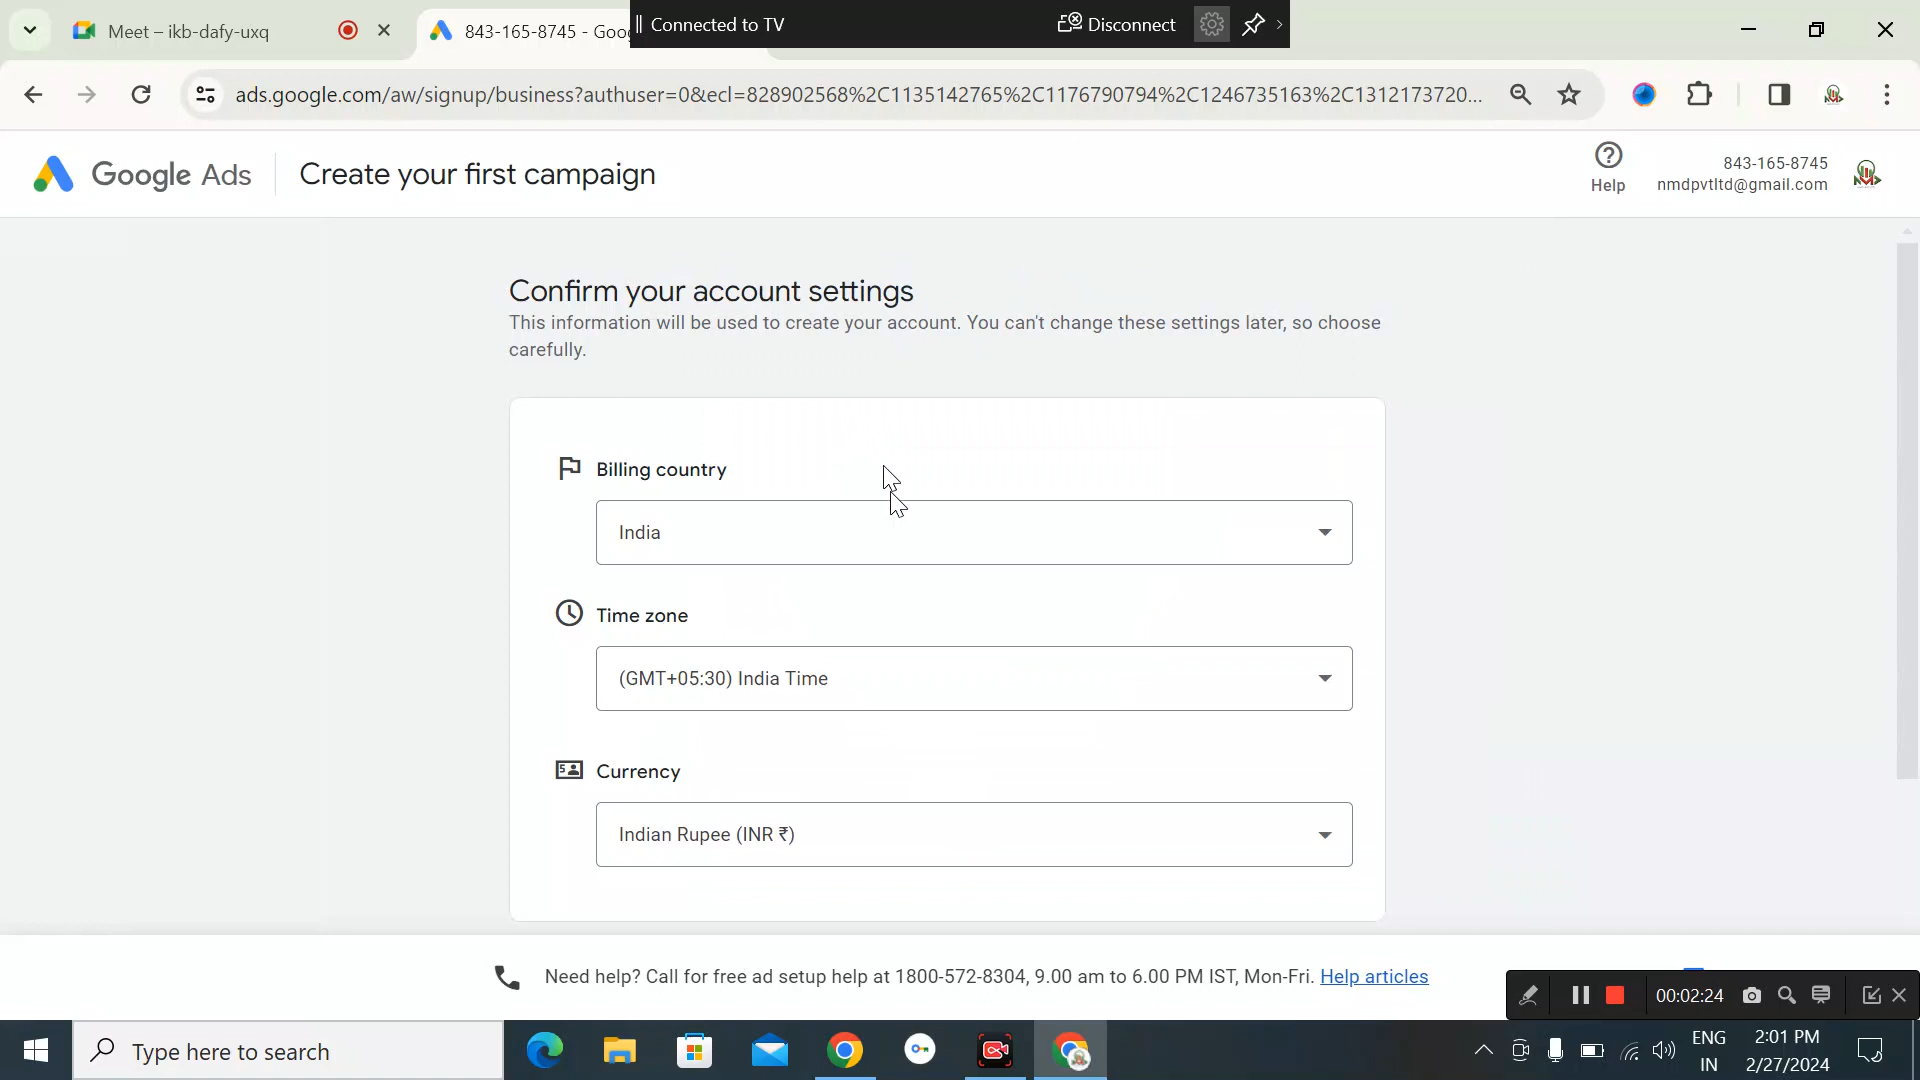 Meet – ikb-dafy-uxq
843-165-8745 - Goog
Connected to TV
Disconnect
ads.google.com/aw/signup/business?authuser=0&ecl=828902568%2C1135142765%2C1176790794%2C1246735163%2C1312173720...
Google Ads
Create your first campaign
Help
843-165-8745
nmdpvtltd@gmail.com
Confirm your account settings
This information will be used to create your account. You can't change these settings later, so choose
carefully.
Billing country
India
Time zone
(GMT+05:30) India Time
Currency
Indian Rupee (INR ₹)
Need help? Call for free ad setup help at 1800-572-8304, 9.00 am to 6.00 PM IST, Mon-Fri. Help articles
00:02:24
Type here to search
ENG
IN
2:01 PM
2/27/2024